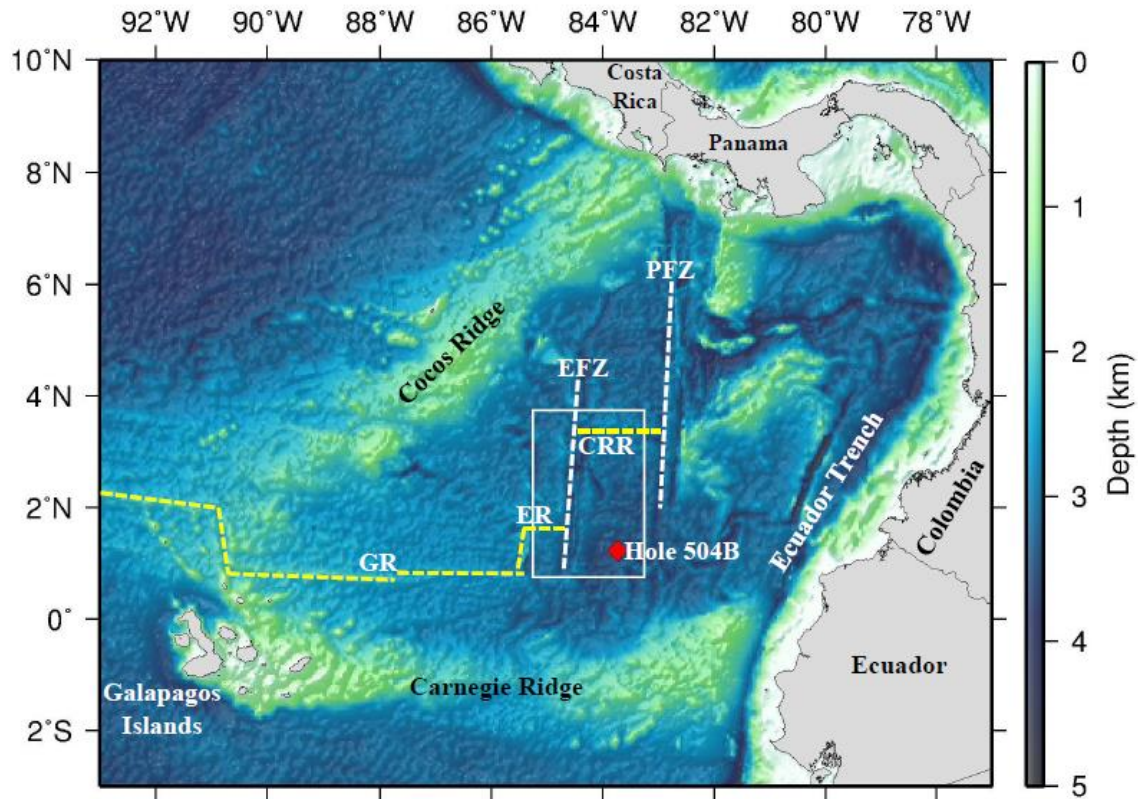 92˚W 90˚W 88˚W 86˚W 84˚W 82˚W 80˚W 78˚W
10˚N
8˚N
6˚N
4˚N
2˚N
0˚
2˚S
Costa
Rica
Panama
PFZ
Cocos Ridge
EFZ
CRR
ER
GR
Hole 504B
Ecuador Trench
Colombia
Ecuador
Carnegie Ridge
Galapagos
Islands
0
1
2
3
4
5
Depth (km)